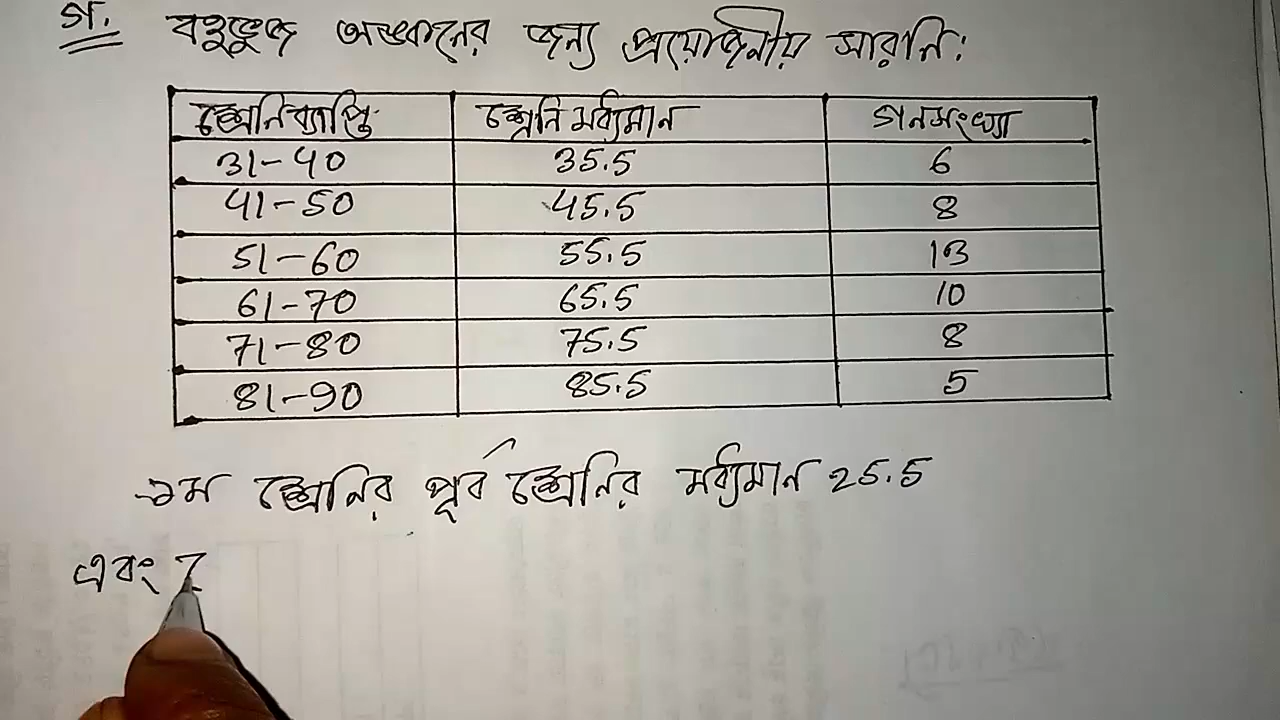 গ. বহুভুজ অঙ্কনের জন্য প্রয়োজনীয় সারনি:
শ্রেনিব্যাপ্তি শ্রেনি মধ্যমান গনসংখ্যা
31-40 35.5 6
41-50 45.5 8
51-60 55.5 13
61-70 65.5 10
71-80 75.5 8
81-90 85.5 5
১ম শ্রেনির পূর্ব শ্রেনির মধ্যমান 25.5
এবং